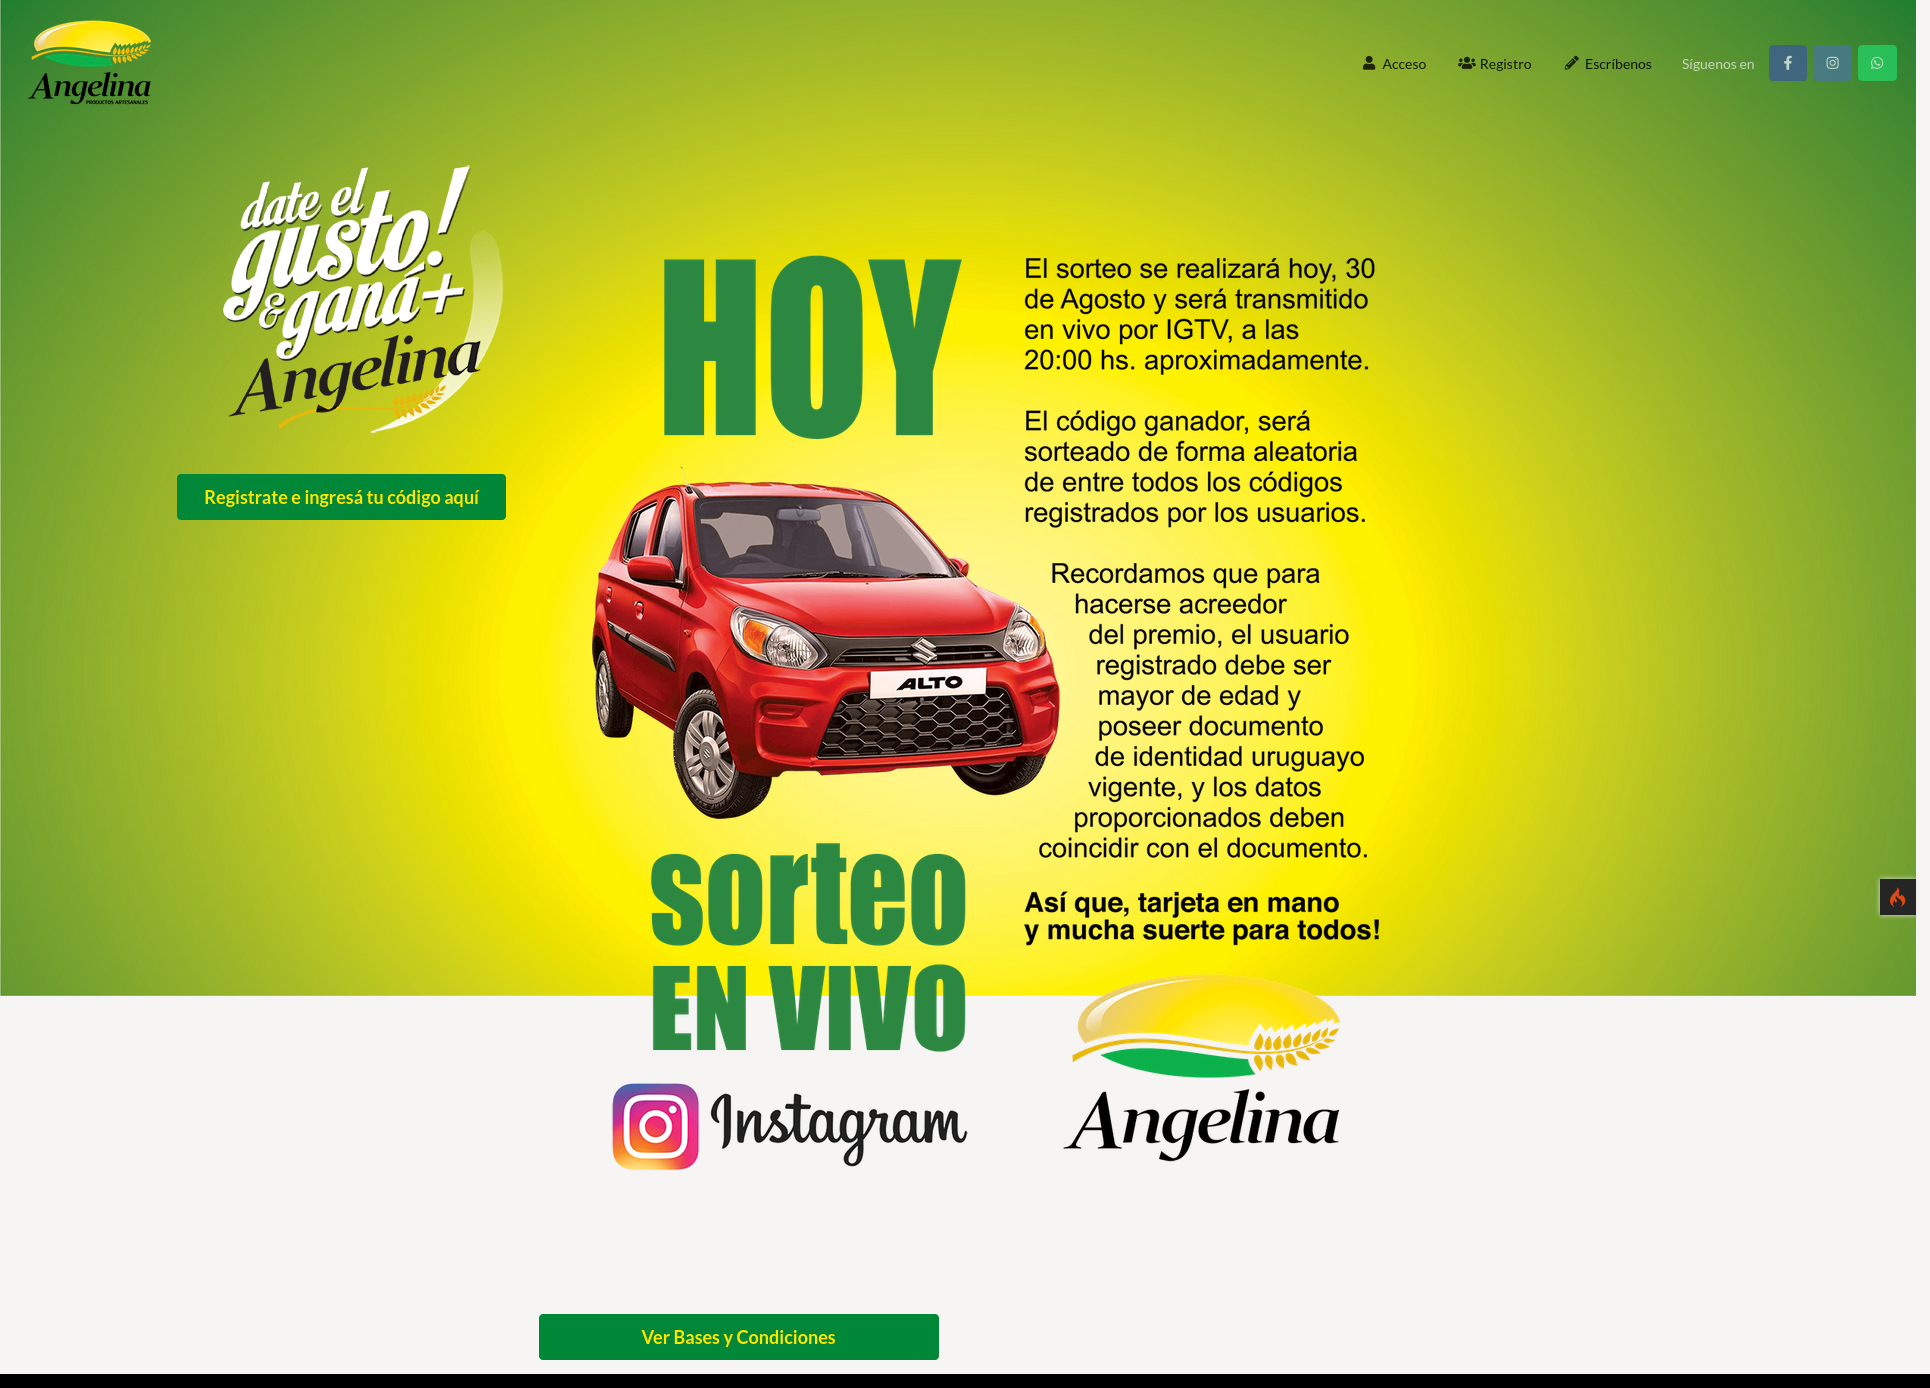 Angelina
PRODUCTOS ARTESANALES
Acceso
Registro
Escríbenos
Síguenos en
date el
gusto!
& ganá+
Angelina
Registrate e ingresá tu código aquí
HOY
ALTO
sorteo
EN VIVO
Instagram
El sorteo se realizará hoy, 30
de Agosto y será transmitido
en vivo por IGTV, a las
20:00 hs. aproximadamente.
El código ganador, será
sorteado de forma aleatoria
de entre todos los códigos
registrados por los usuarios.
Recordamos que para
hacerse acreedor
del premio, el usuario
registrado debe ser
mayor de edad y
poseer documento
de identidad uruguayo
vigente, y los datos
proporcionados deben
coincidir con el documento.
Así que, tarjeta en mano
y mucha suerte para todos!
Angelina
Ver Bases y Condiciones